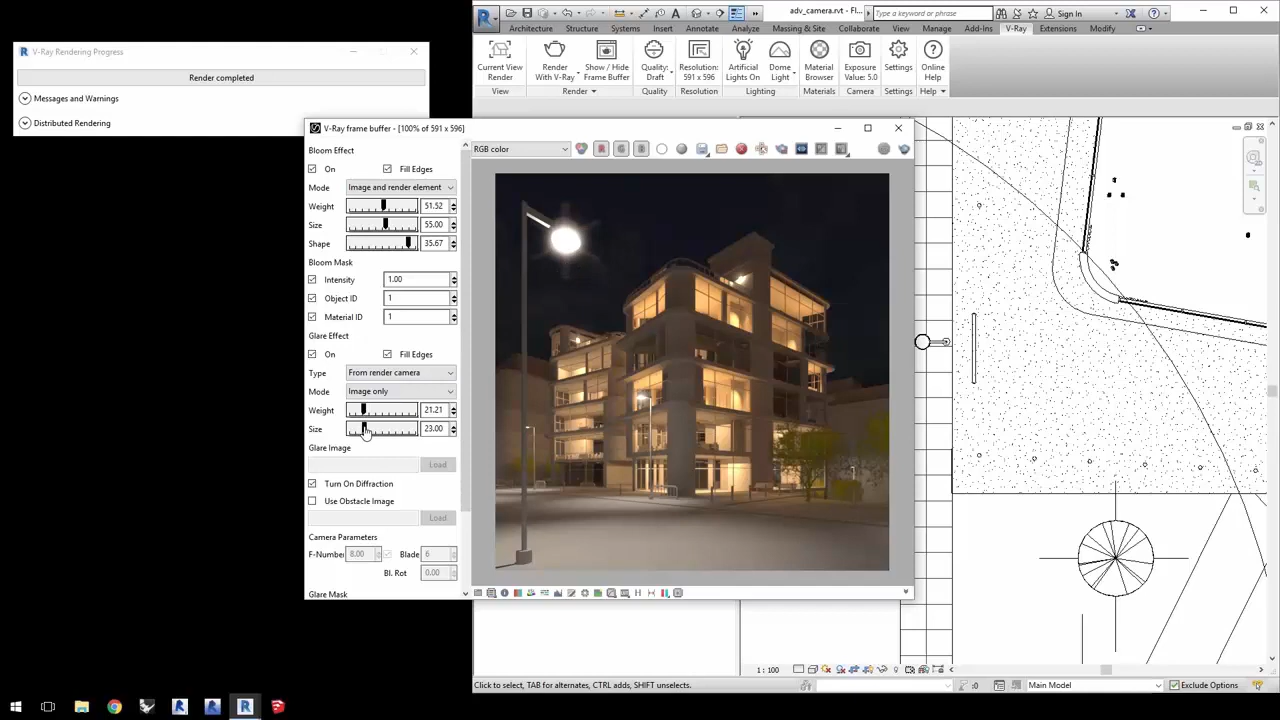 adv_camera.rvt - Fl...
Type a keyword or phrase
Sign In
Architecture Structure Systems Insert Annotate Analyze Massing & Site Collaborate View Manage Add-Ins V-Ray Extensions Modify
V-Ray Rendering Progress
Render completed
Messages and Warnings
Distributed Rendering
Current View Render
Render With V-Ray
Show / Hide Frame Buffer
Quality: Draft
Resolution: 591 x 596
Artificial Lights On
Dome Light
Material Browser
Exposure Value: 5.0
Settings
Online Help
View Render Quality Resolution Lighting Materials Camera Settings Help
V-Ray frame buffer - [100% of 591 x 596]
RGB color
Bloom Effect
On Fill Edges
Mode Image and render element
Weight 51.52
Size 55.00
Shape 35.67
Bloom Mask
Intensity 1.00
Object ID 1
Material ID 1
Glare Effect
On Fill Edges
Type From render camera
Mode Image only
Weight 21.21
Size 23.00
Glare Image
Load
Turn On Diffraction
Use Obstacle Image
Load
Camera Parameters
F-Number 8.00 Blade 6
Bl. Rot 0.00
Glare Mask
1 : 100
Click to select, TAB for alternates, CTRL adds, SHIFT unselects.
:0
Main Model
Exclude Options